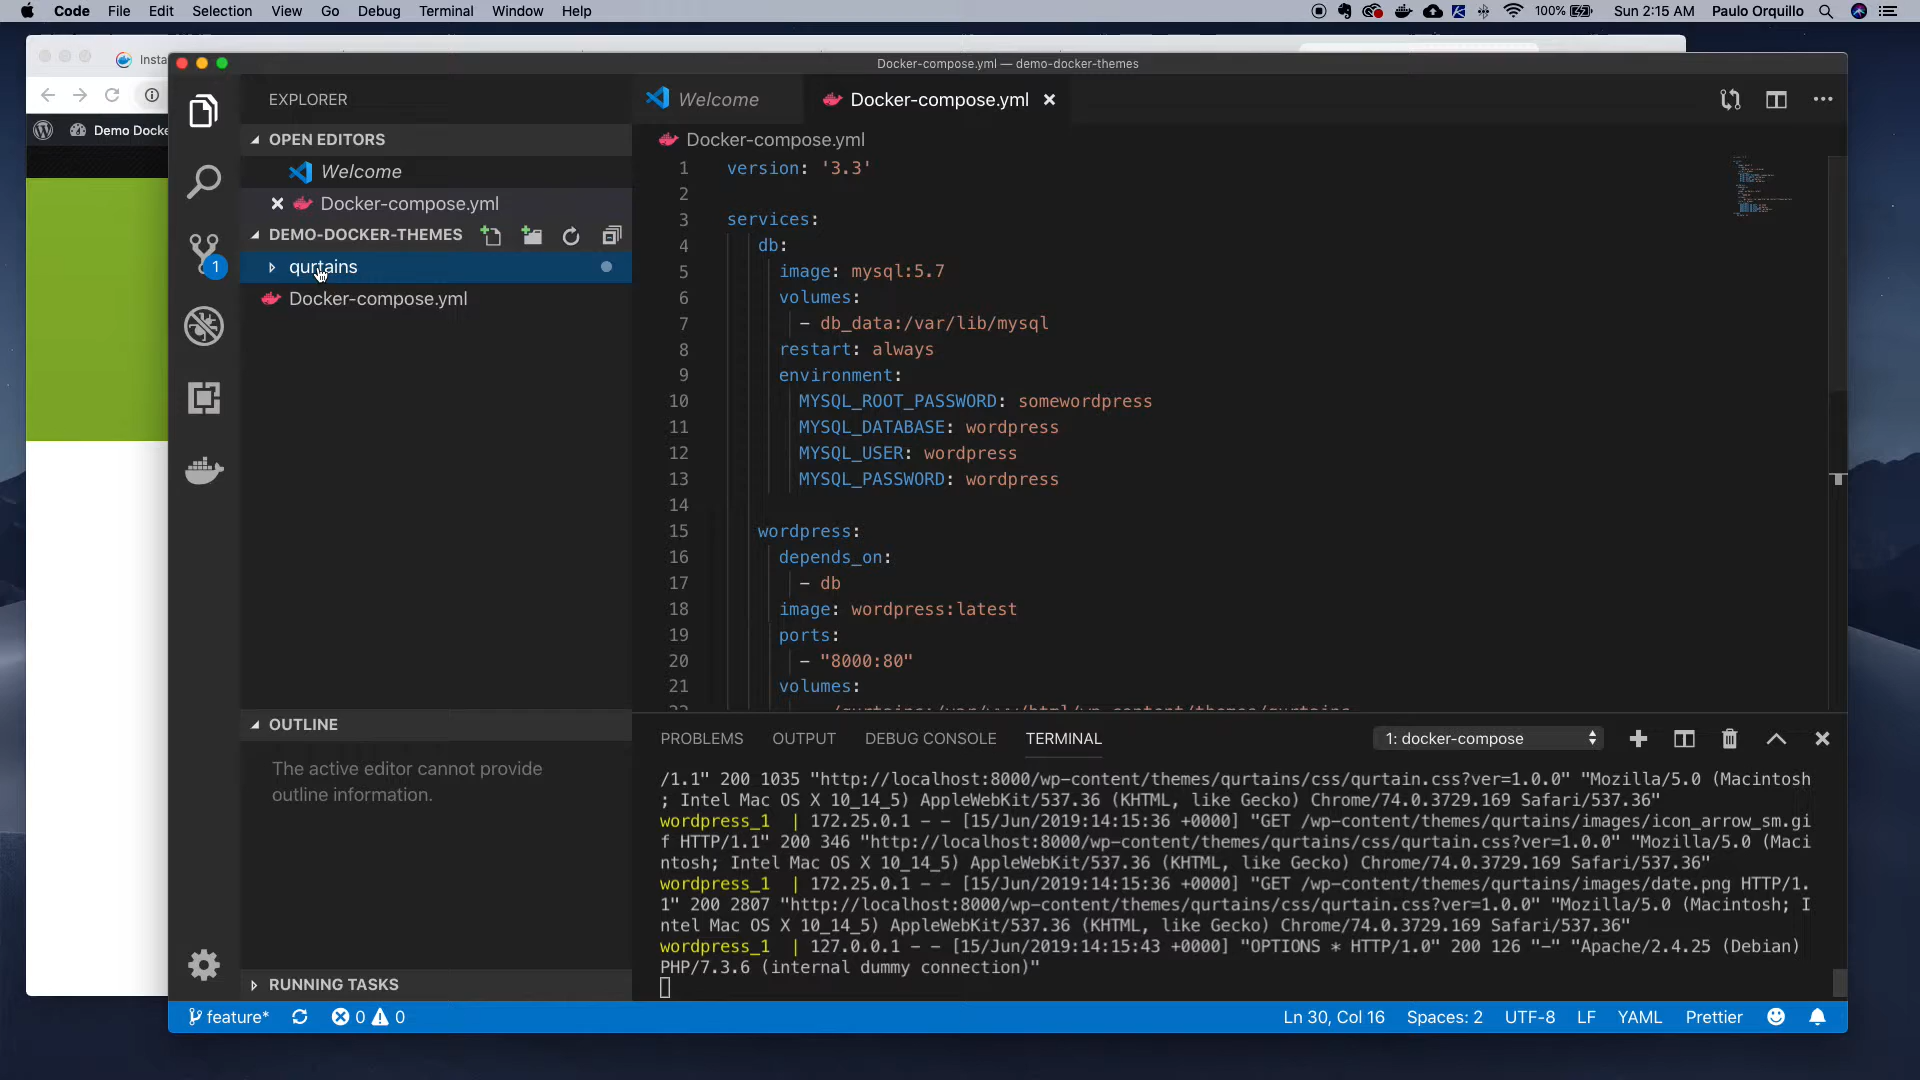 Code File Edit Selection View Go Debug Terminal Window Help
100% Sun 2:15 AM Paulo Orquillo
Docker-compose.yml — demo-docker-themes
Insta
Demo Docke
EXPLORER
OPEN EDITORS
Welcome
Docker-compose.yml
DEMO-DOCKER-THEMES
qurtains
Docker-compose.yml
1
OUTLINE
The active editor cannot provide
outline information.
RUNNING TASKS
Welcome Docker-compose.yml
Docker-compose.yml
1 version: '3.3'
2
3 services:
4 db:
5 image: mysql:5.7
6 volumes:
7 - db_data:/var/lib/mysql
8 restart: always
9 environment:
10 MYSQL_ROOT_PASSWORD: somewordpress
11 MYSQL_DATABASE: wordpress
12 MYSQL_USER: wordpress
13 MYSQL_PASSWORD: wordpress
14
15 wordpress:
16 depends_on:
17 - db
18 image: wordpress:latest
19 ports:
20 - "8000:80"
21 volumes:
22 /qurtains:/var/www/html/wp-content/themes/qurtains
PROBLEMS OUTPUT DEBUG CONSOLE TERMINAL 1: docker-compose
/1.1" 200 1035 "http://localhost:8000/wp-content/themes/qurtains/css/qurtain.css?ver=1.0.0" "Mozilla/5.0 (Macintosh
; Intel Mac OS X 10_14_5) AppleWebKit/537.36 (KHTML, like Gecko) Chrome/74.0.3729.169 Safari/537.36"
wordpress_1 | 172.25.0.1 - - [15/Jun/2019:14:15:36 +0000] "GET /wp-content/themes/qurtains/images/icon_arrow_sm.gi
f HTTP/1.1" 200 346 "http://localhost:8000/wp-content/themes/qurtains/css/qurtain.css?ver=1.0.0" "Mozilla/5.0 (Maci
ntosh; Intel Mac OS X 10_14_5) AppleWebKit/537.36 (KHTML, like Gecko) Chrome/74.0.3729.169 Safari/537.36"
wordpress_1 | 172.25.0.1 - - [15/Jun/2019:14:15:36 +0000] "GET /wp-content/themes/qurtains/images/date.png HTTP/1.
1" 200 2807 "http://localhost:8000/wp-content/themes/qurtains/css/qurtain.css?ver=1.0.0" "Mozilla/5.0 (Macintosh; I
ntel Mac OS X 10_14_5) AppleWebKit/537.36 (KHTML, like Gecko) Chrome/74.0.3729.169 Safari/537.36"
wordpress_1 | 127.0.0.1 - - [15/Jun/2019:14:15:43 +0000] "OPTIONS * HTTP/1.0" 200 126 "-" "Apache/2.4.25 (Debian)
PHP/7.3.6 (internal dummy connection)"
feature* 0 0 Ln 30, Col 16 Spaces: 2 UTF-8 LF YAML Prettier